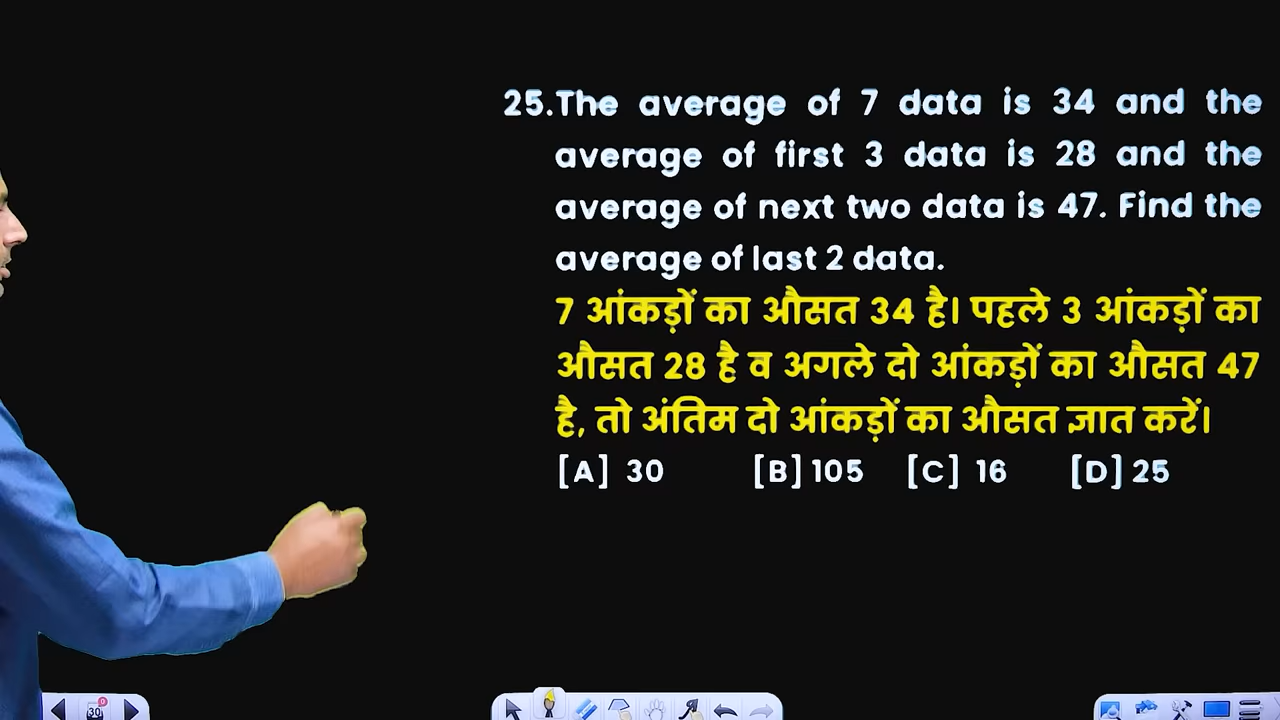 25.The average of 7 data is 34 and the
average of first 3 data is 28 and the
average of next two data is 47. Find the
average of last 2 data.
7 आंकड़ों का औसत 34 है। पहले 3 आंकड़ों का
औसत 28 है व अगले दो आंकड़ों का औसत 47
है, तो अंतिम दो आंकड़ों का औसत ज्ञात करें।
[A] 30 [B] 105 [C] 16 [D] 25
30 0